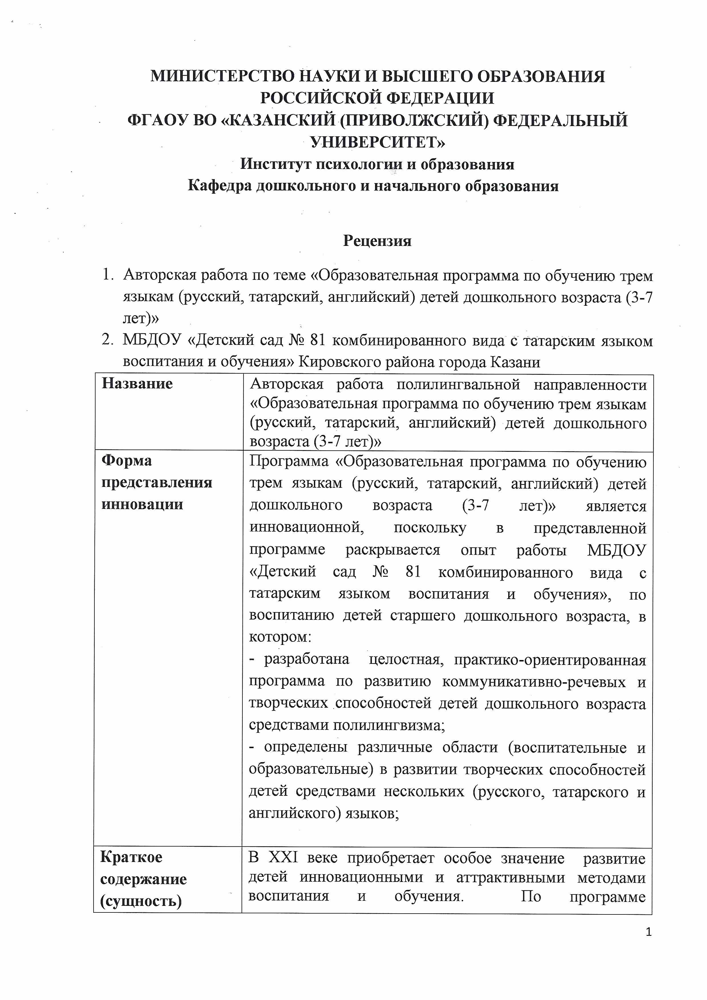 МИНИСТЕРСТВО НАУКИ И ВЫСШЕГО ОБРАЗОВАНИЯ
РОССИЙСКОЙ ФЕДЕРАЦИИ
ФГАОУ ВО «КАЗАНСКИЙ (ПРИВОЛЖСКИЙ) ФЕДЕРАЛЬНЫЙ
УНИВЕРСИТЕТ»
Институт психологии и образования
Кафедра дошкольного и начального образования
Рецензия
1. Авторская работа по теме «Образовательная программа по обучению трем
языкам (русский, татарский, английский) детей дошкольного возраста (3-7
лет)»
2. МБДОУ «Детский сад № 81 комбинированного вида с татарским языком
воспитания и обучения» Кировского района города Казани
Название
Авторская работа полилингвальной направленности
«Образовательная программа по обучению трем языкам
(русский, татарский, английский) детей дошкольного
возраста (3-7 лет)»
Форма
представления
инновации
Программа «Образовательная программа по обучению
трем языкам (русский, татарский, английский) детей
дошкольного возраста (3-7 лет)» является
инновационной, поскольку в представленной
программе раскрывается опыт работы МБДОУ
«Детский сад № 81 комбинированного вида с
татарским языком воспитания и обучения», по
воспитанию детей старшего дошкольного возраста, в
котором:
- разработана целостная, практико-ориентированная
программа по развитию коммуникативно-речевых и
творческих способностей детей дошкольного возраста
средствами полилингвизма;
- определены различные области (воспитательные и
образовательные) в развитии творческих способностей
детей средствами нескольких (русского, татарского и
английского) языков;
Краткое
содержание
(сущность)
В XXI веке приобретает особое значение развитие
детей инновационными и аттрактивными методами
воспитания и обучения. По программе
1